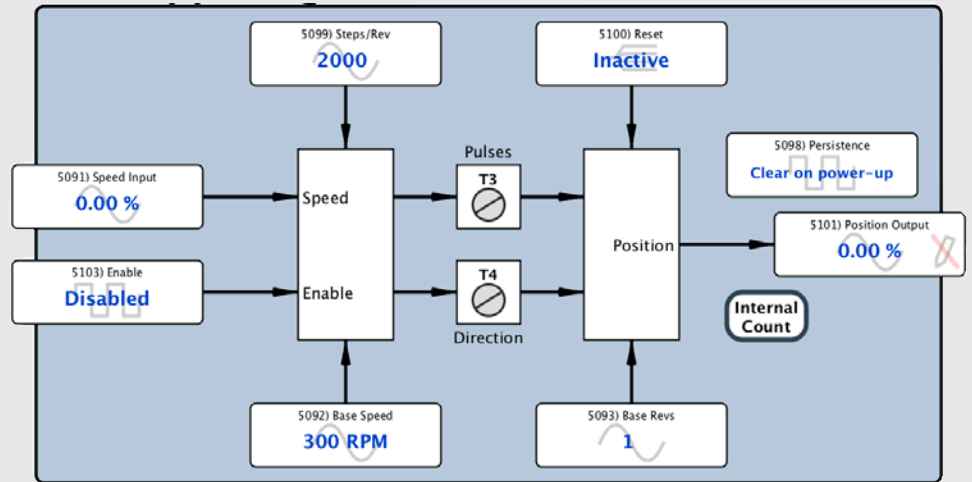 5099) Steps/Rev
2000
5100) Reset
Inactive
Pulses
T3
5098) Persistence
Clear on power-up
5091) Speed Input
0.00 %
Speed
5101) Position Output
0.00 %
Position
5103) Enable
Disabled
Enable
T4
Direction
Internal
Count
5092) Base Speed
300 RPM
5093) Base Revs
1